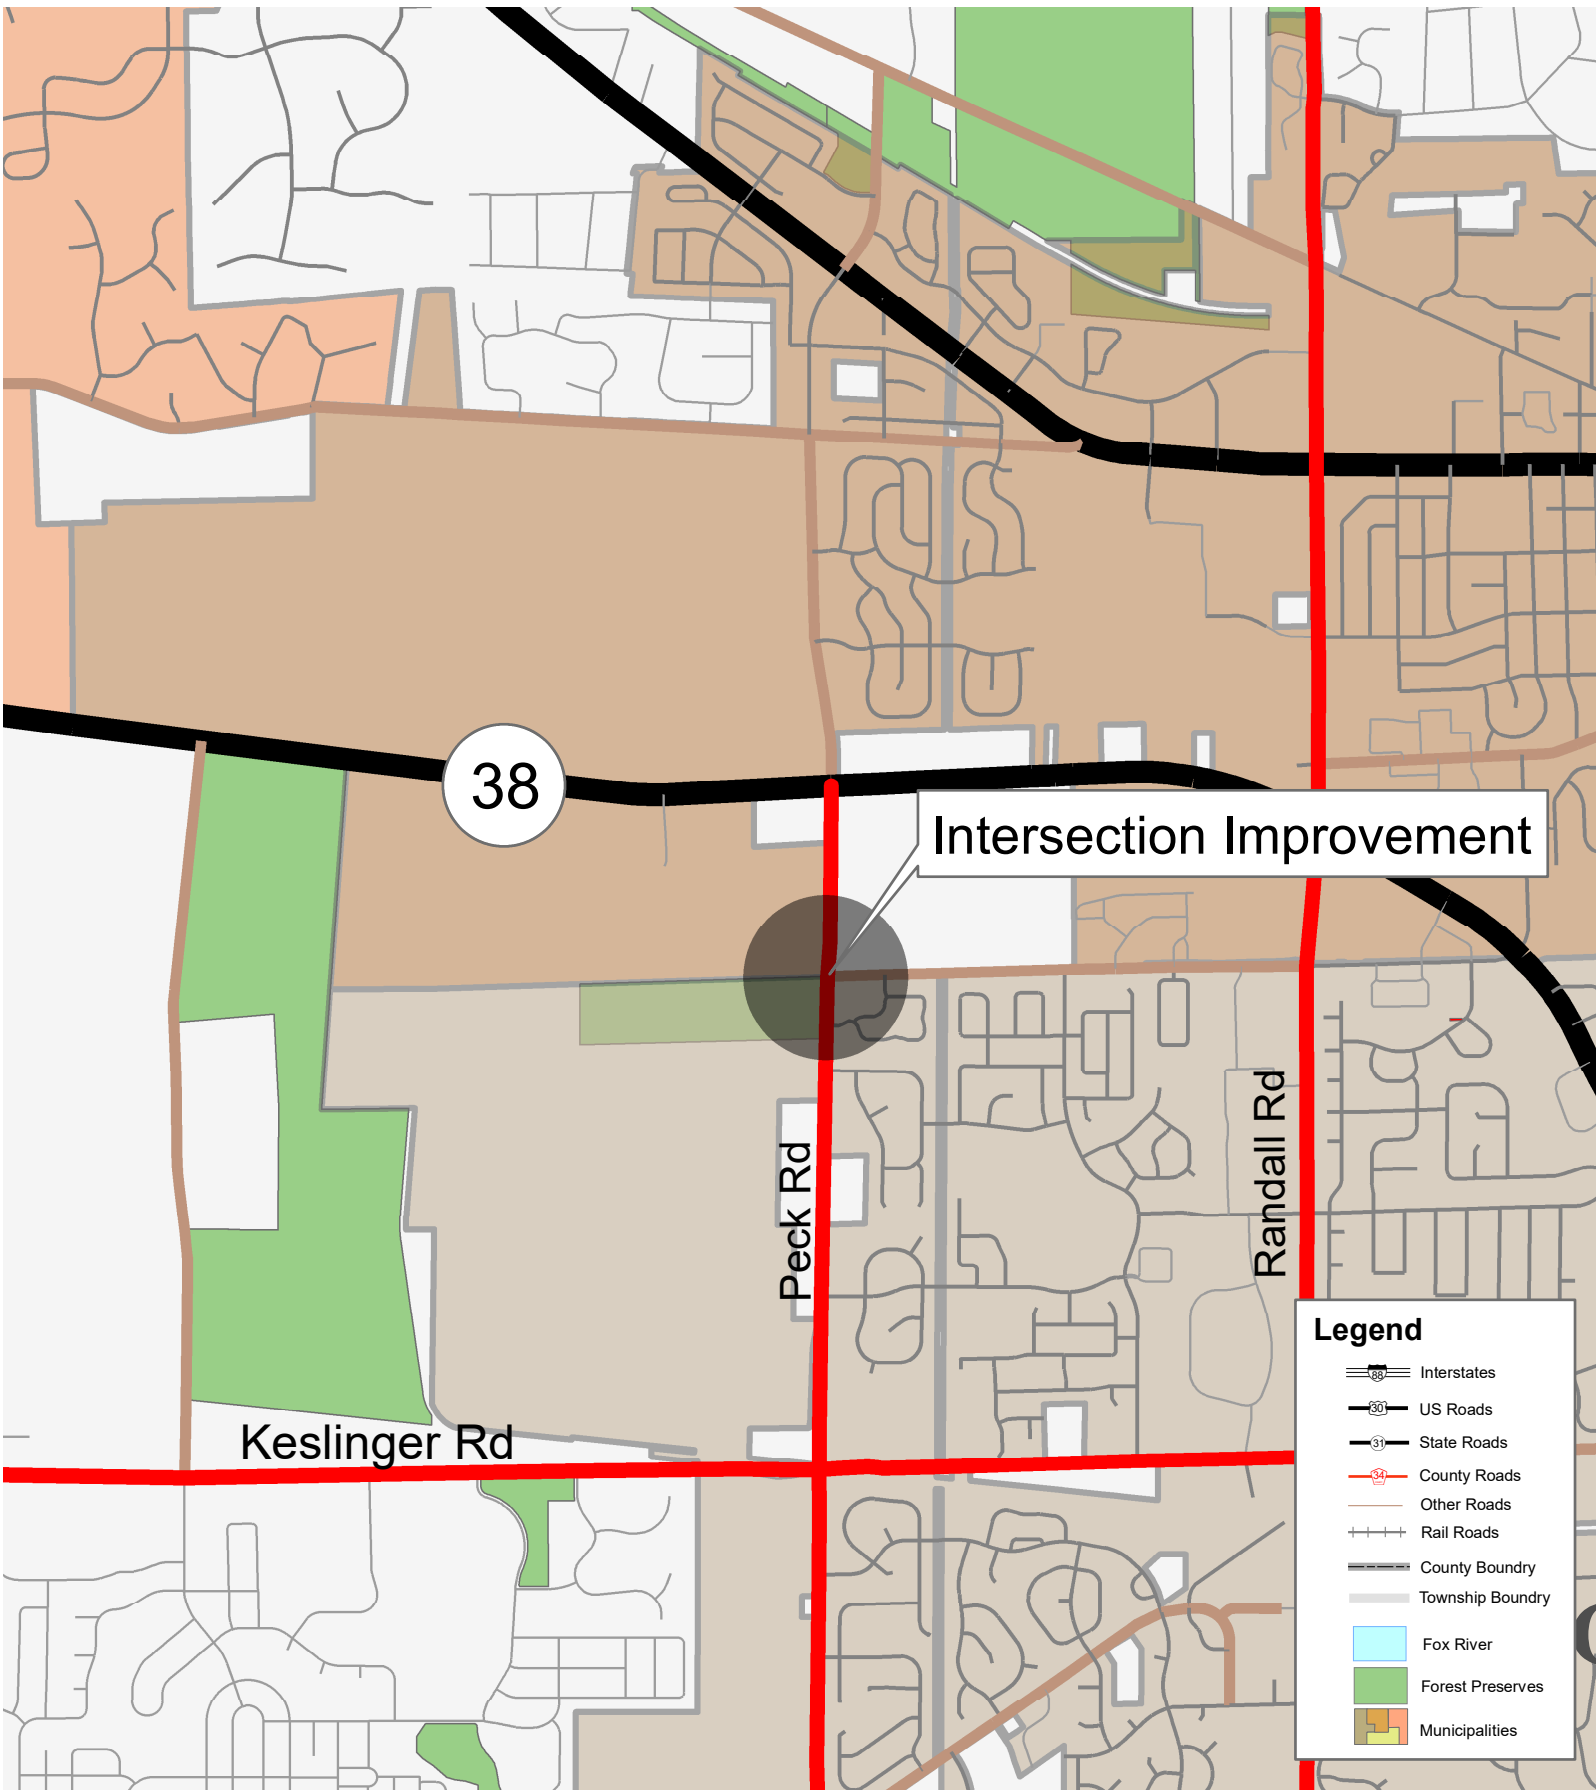 38
Intersection Improvement
Peck Rd
Randall Rd
Keslinger Rd
Legend
88 Interstates
30 US Roads
31 State Roads
34 County Roads
Other Roads
Rail Roads
County Boundry
Township Boundry
Fox River
Forest Preserves
Municipalities